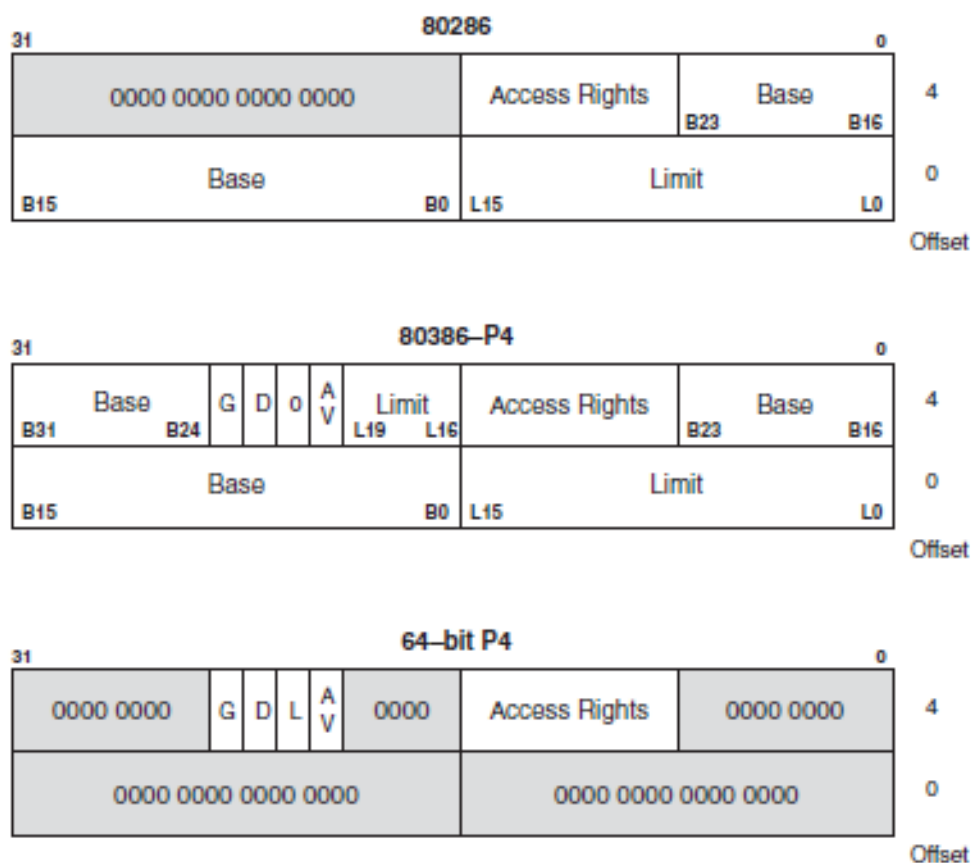 80286
31 0
0000 0000 0000 0000 Access Rights Base 4
B23 B16
Base Limit 0
B15 B0 L15 L0
Offset
80386–P4
31 0
Base G D 0 A V Limit Access Rights Base 4
B31 B24 L19 L16 B23 B16
Base Limit 0
B15 B0 L15 L0
Offset
64–bit P4
31 0
0000 0000 G D L A V 0000 Access Rights 0000 0000 4
0000 0000 0000 0000 0000 0000 0000 0000 0
Offset